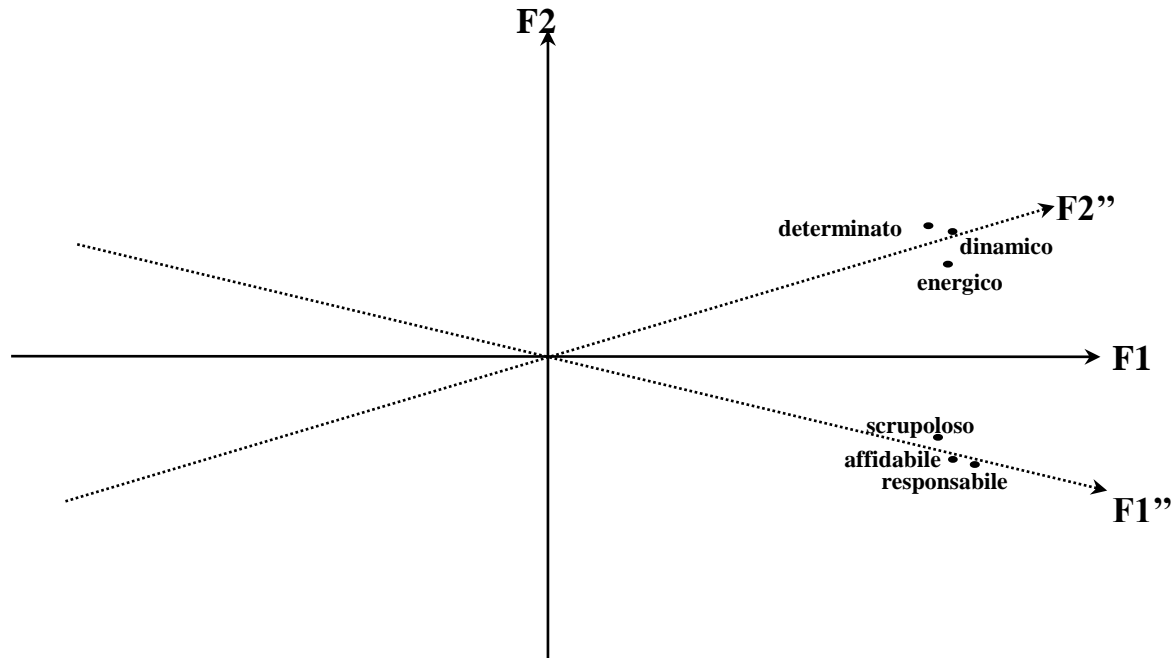 F2
F2”
determinato
dinamico
energico
F1
scrupoloso
affidabile
responsabile
F1”